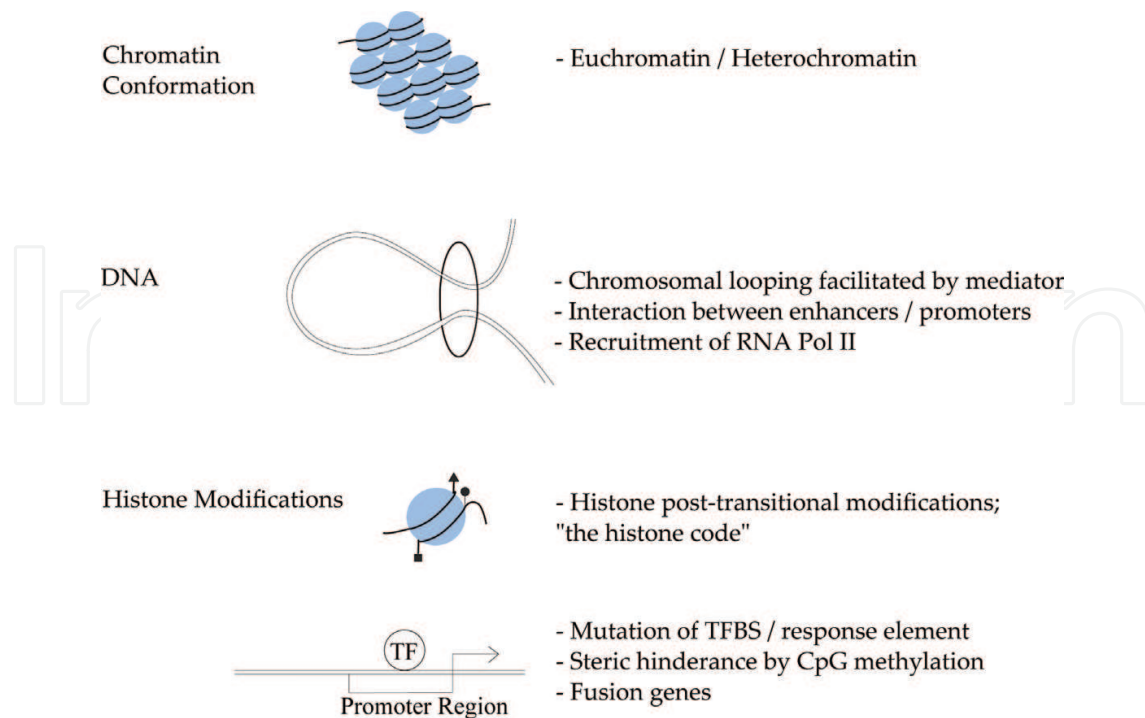 Chromatin
Conformation
- Euchromatin / Heterochromatin
DNA
- Chromosomal looping facilitated by mediator
- Interaction between enhancers / promoters
- Recruitment of RNA Pol II
Histone Modifications
- Histone post-transitional modifications;
"the histone code"
TF
Promoter Region
- Mutation of TFBS / response element
- Steric hinderance by CpG methylation
- Fusion genes